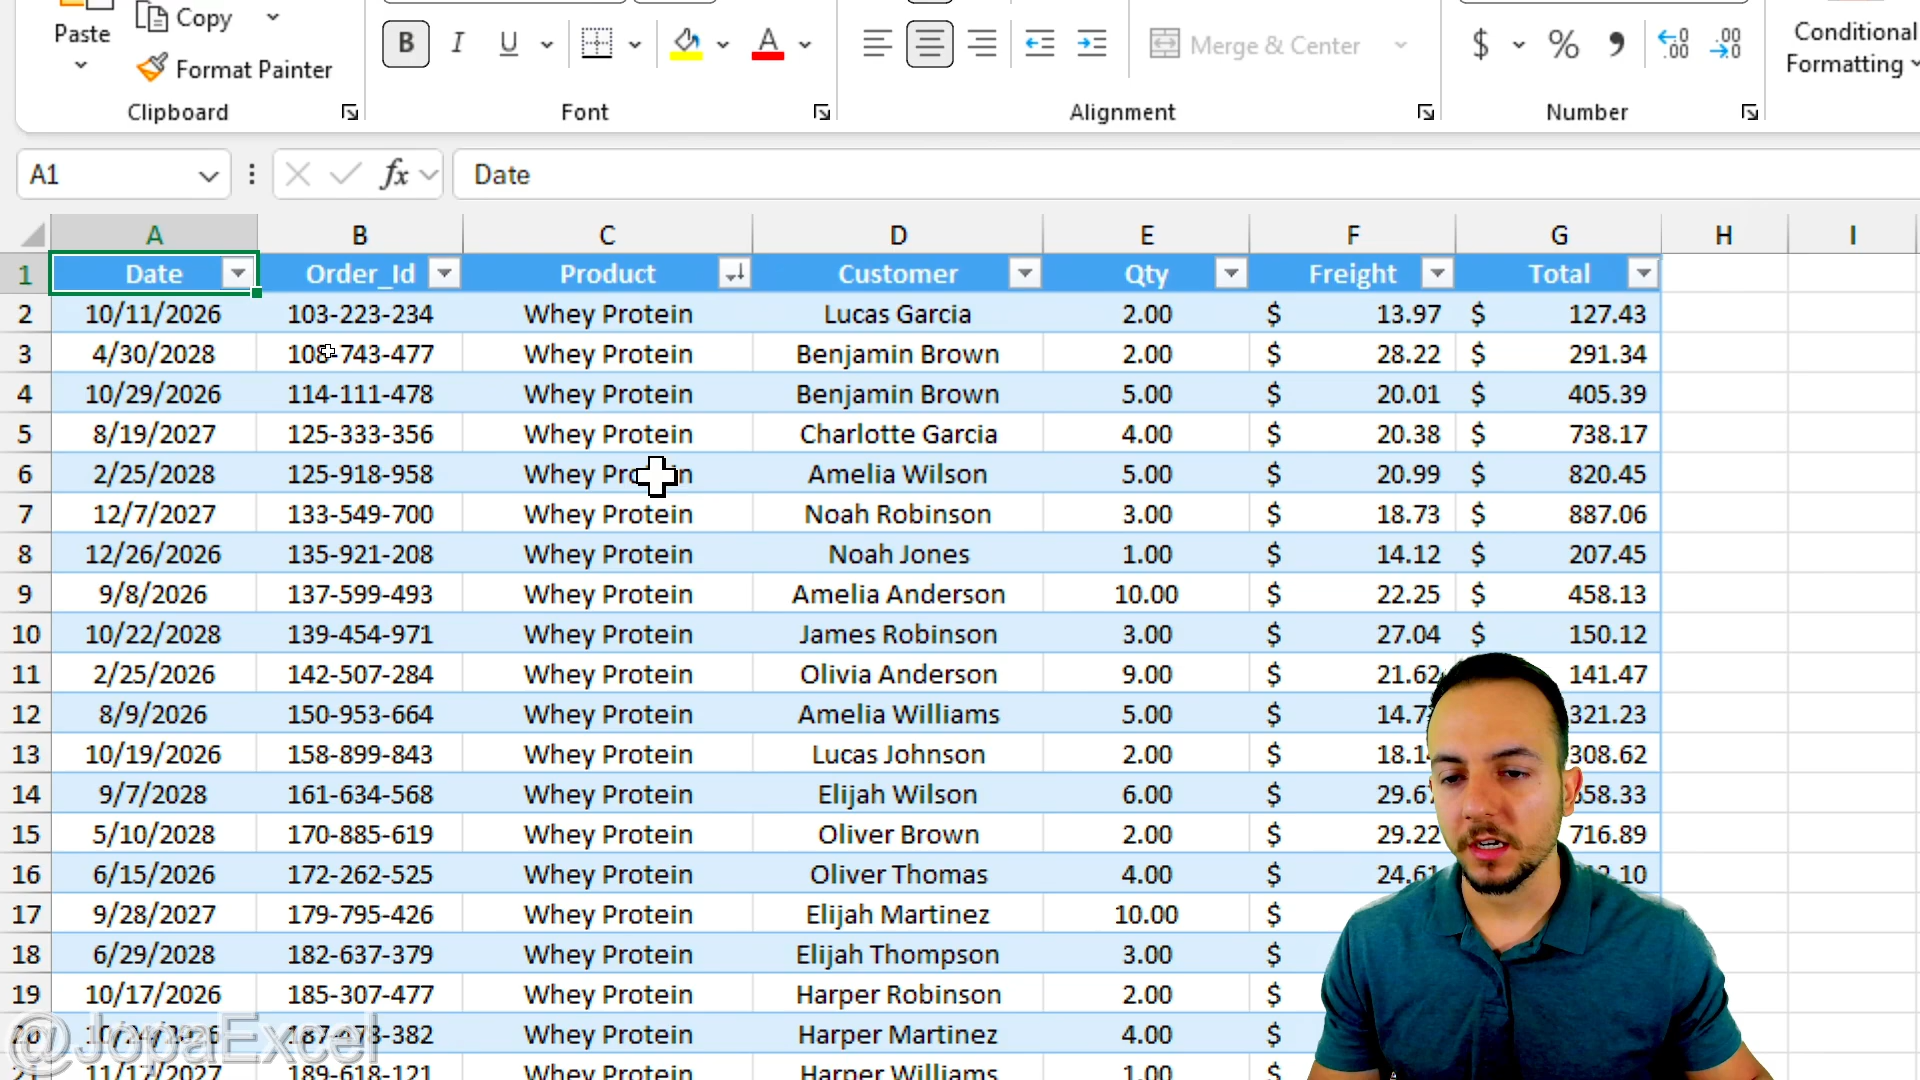 Paste
Copy
Format Painter
Clipboard
B I U
A
Font
Merge & Center
Alignment
$ % , .00
Number
Conditional
Formatting
A1
fx
Date
A B C D E F G H I
1 Date Order_Id Product Customer Qty Freight Total
2 10/11/2026 103-223-234 Whey Protein Lucas Garcia 2.00 $ 13.97 $ 127.43
3 4/30/2028 108-743-477 Whey Protein Benjamin Brown 2.00 $ 28.22 $ 291.34
4 10/29/2026 114-111-478 Whey Protein Benjamin Brown 5.00 $ 20.01 $ 405.39
5 8/19/2027 125-333-356 Whey Protein Charlotte Garcia 4.00 $ 20.38 $ 738.17
6 2/25/2028 125-918-958 Whey Protein Amelia Wilson 5.00 $ 20.99 $ 820.45
7 12/7/2027 133-549-700 Whey Protein Noah Robinson 3.00 $ 18.73 $ 887.06
8 12/26/2026 135-921-208 Whey Protein Noah Jones 1.00 $ 14.12 $ 207.45
9 9/8/2026 137-599-493 Whey Protein Amelia Anderson 10.00 $ 22.25 $ 458.13
10 10/22/2028 139-454-971 Whey Protein James Robinson 3.00 $ 27.04 $ 150.12
11 2/25/2026 142-507-284 Whey Protein Olivia Anderson 9.00 $ 21.62 141.47
12 8/9/2026 150-953-664 Whey Protein Amelia Williams 5.00 $ 321.23
13 10/19/2026 158-899-843 Whey Protein Lucas Johnson 2.00 $ 308.62
14 9/7/2028 161-634-568 Whey Protein Elijah Wilson 6.00 $
15 5/10/2028 170-885-619 Whey Protein Oliver Brown 2.00 $ 29.22 716.89
16 6/15/2026 172-262-525 Whey Protein Oliver Thomas 4.00 $
17 9/28/2027 179-795-426 Whey Protein Elijah Martinez 10.00 $
18 6/29/2028 182-637-379 Whey Protein Elijah Thompson 3.00 $
19 10/17/2026 185-307-477 Whey Protein Harper Robinson 2.00 $
20 Whey Protein Harper Martinez 4.00 $
21 11/17/2027 189-618-121 Whey Protein Harper Williams 1.00 $
@JopaExcel